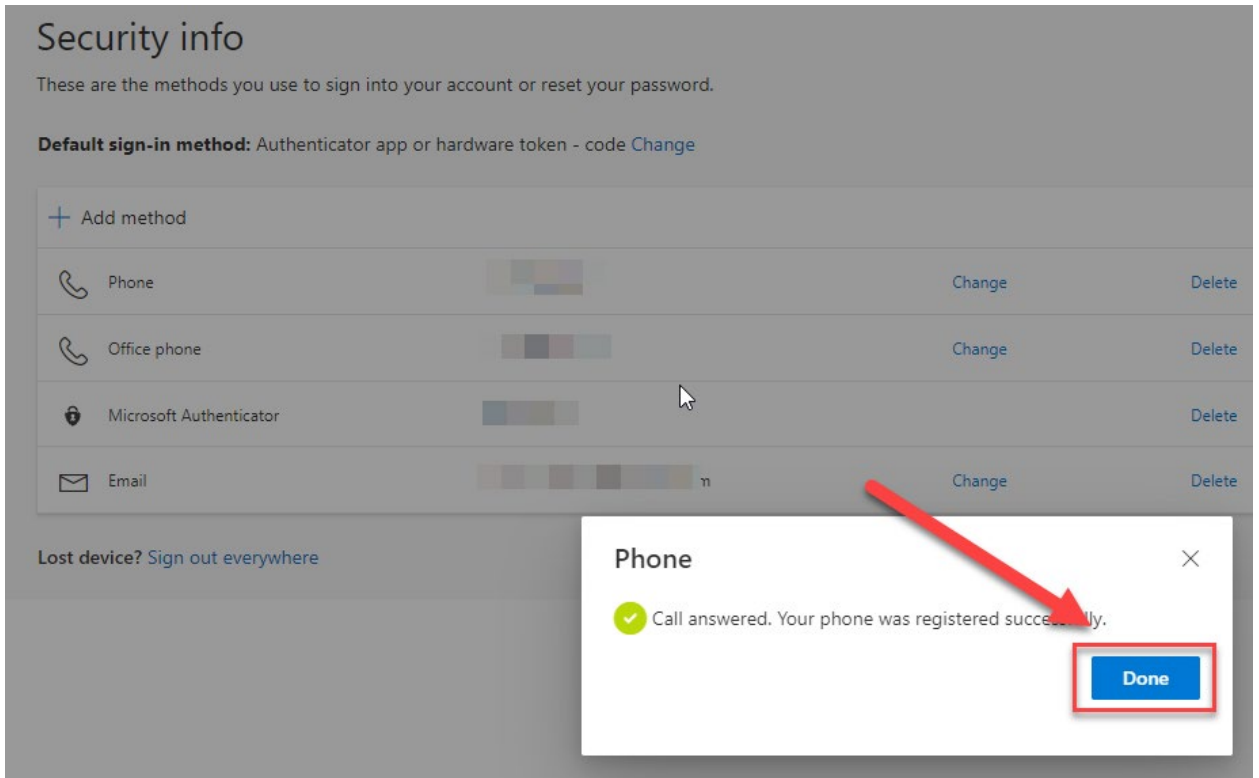 Security info
These are the methods you use to sign into your account or reset your password.
Default sign-in method: Authenticator app or hardware token - code Change
Add method
Phone Change Delete
Office phone Change Delete
Microsoft Authenticator Delete
Email m Change Delete
Lost device? Sign out everywhere
Phone
Call answered. Your phone was registered successfully.
Done